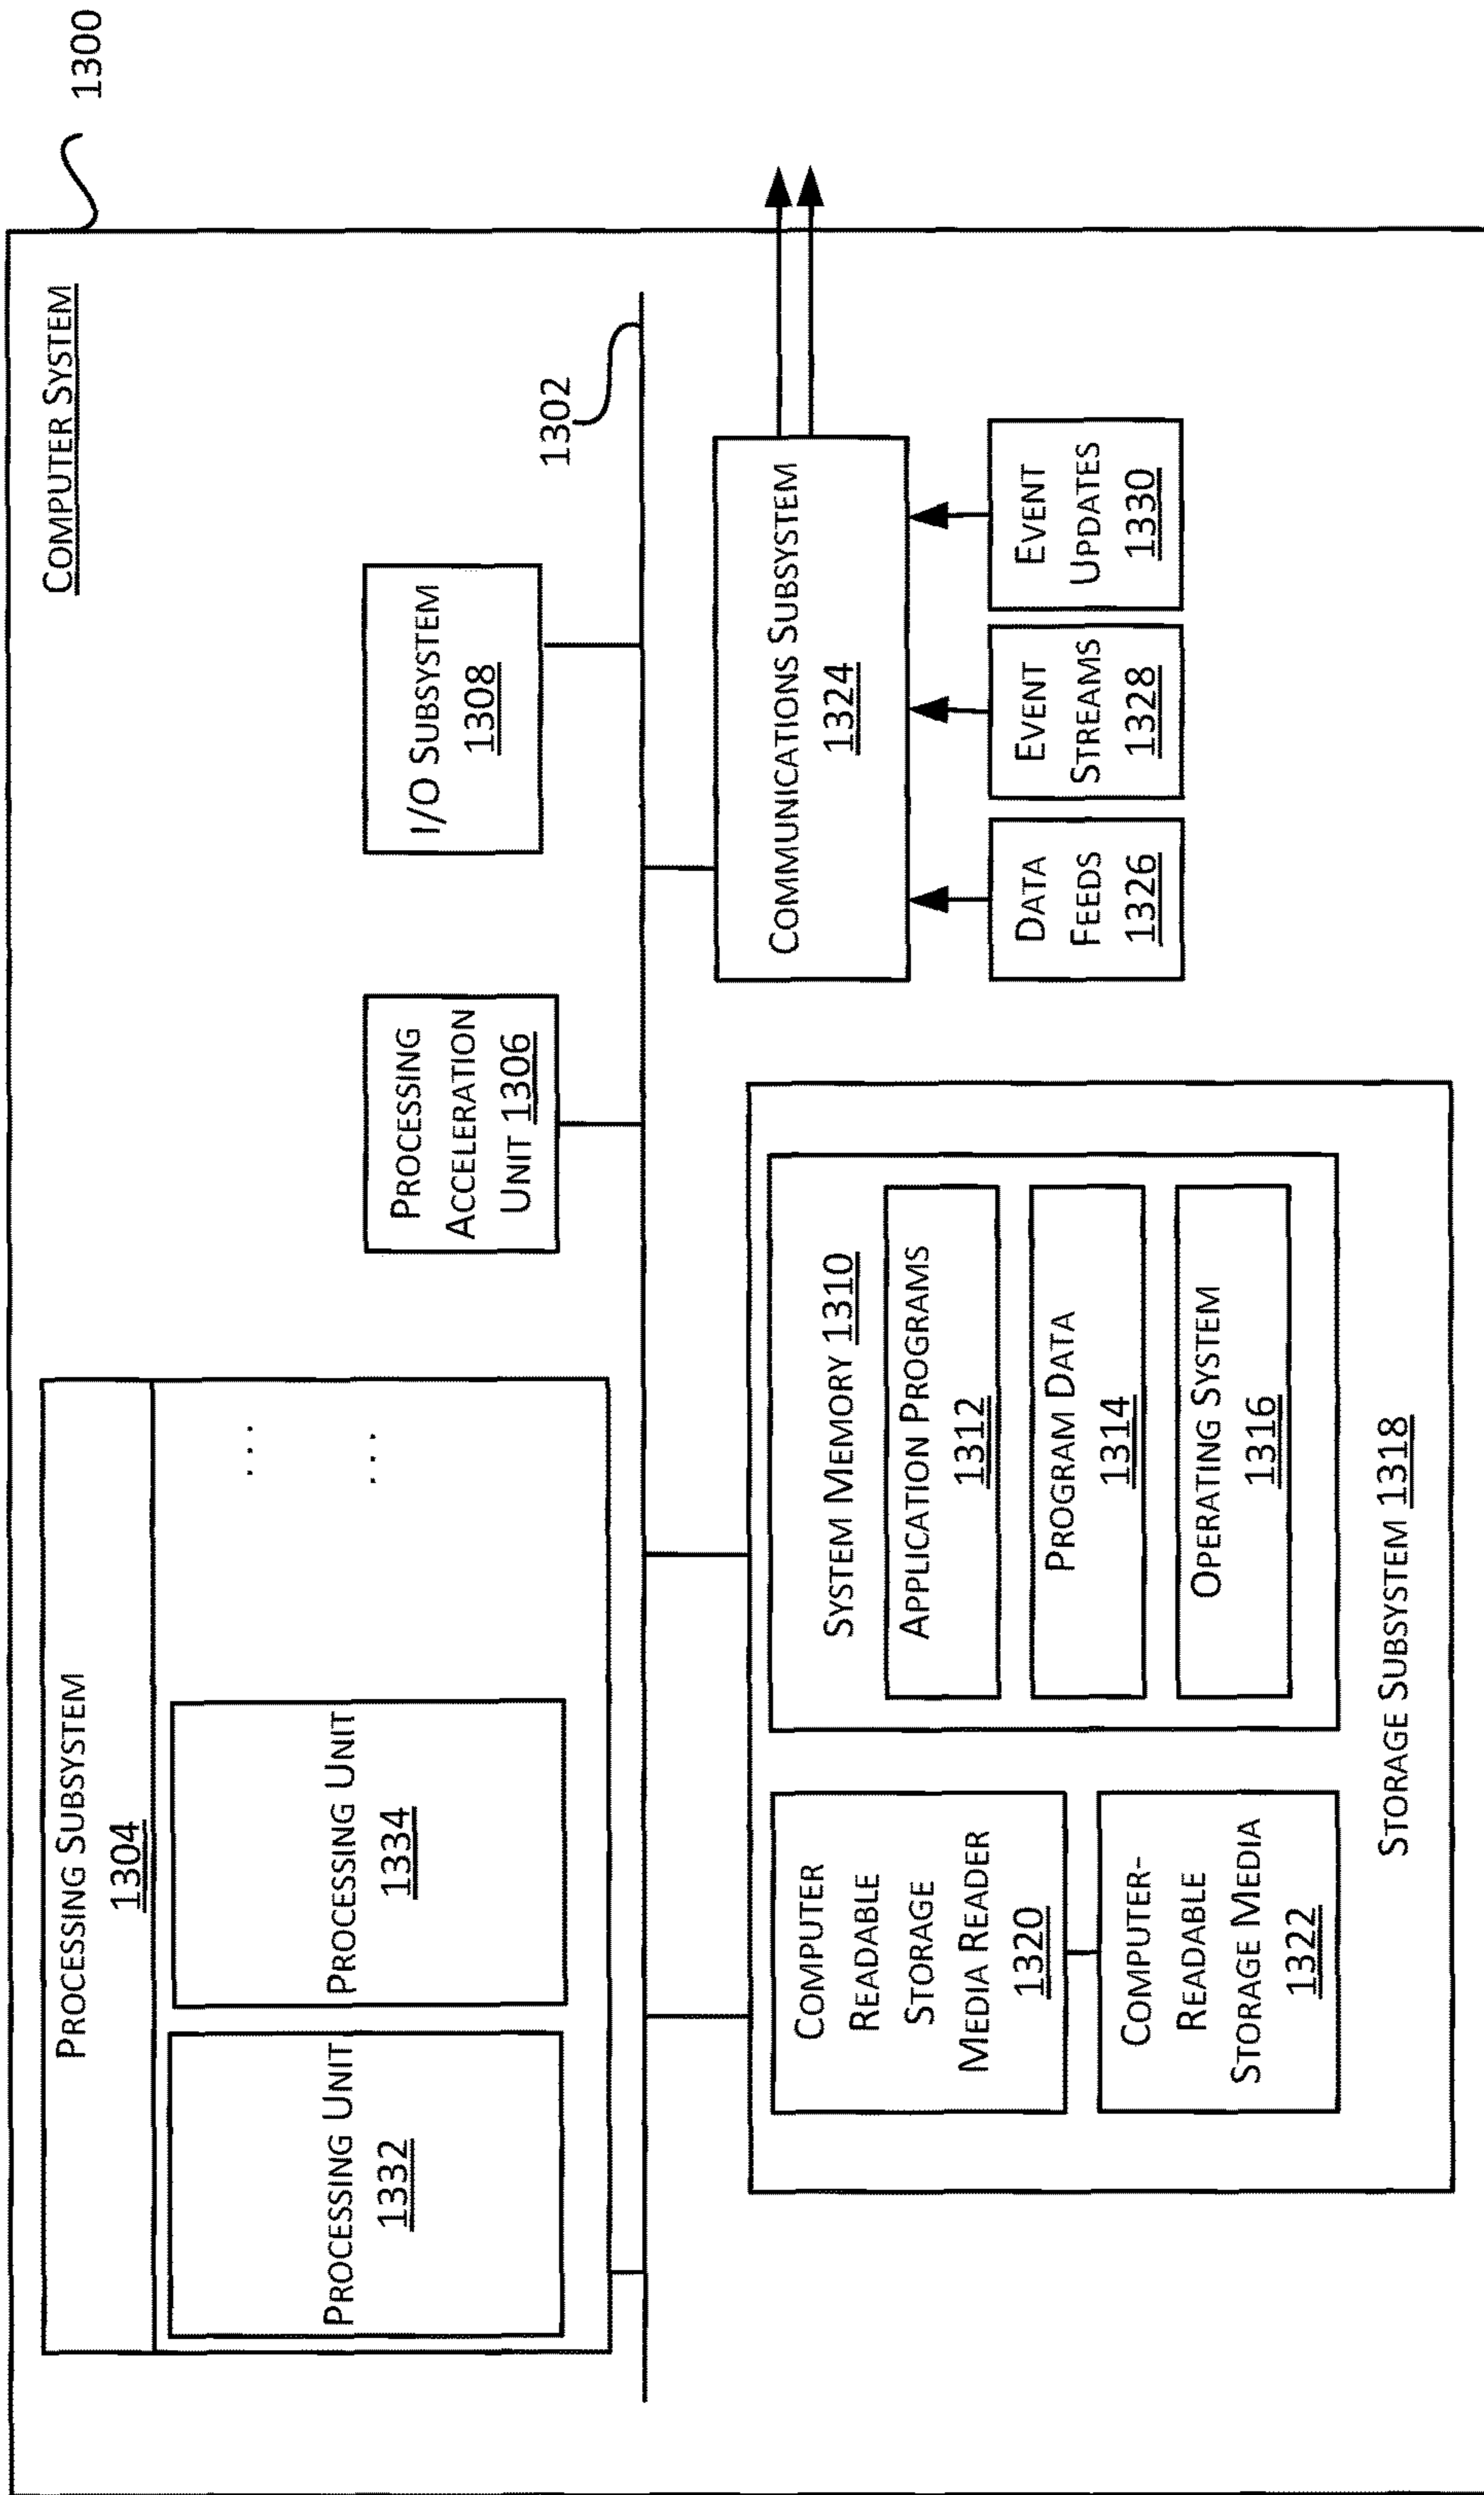 1300
COMPUTER SYSTEM
PROCESSING SUBSYSTEM
1304
PROCESSING UNIT
1332
PROCESSING UNIT
1334
...
...
PROCESSING
ACCELERATION
UNIT 1306
I/O SUBSYSTEM
1308
1302
COMPUTER
READABLE
STORAGE
MEDIA READER
1320
COMPUTER-
READABLE
STORAGE MEDIA
1322
SYSTEM MEMORY 1310
APPLICATION PROGRAMS
1312
PROGRAM DATA
1314
OPERATING SYSTEM
1316
STORAGE SUBSYSTEM 1318
COMMUNICATIONS SUBSYSTEM
1324
DATA
FEEDS
1326
EVENT
STREAMS
1328
EVENT
UPDATES
1330